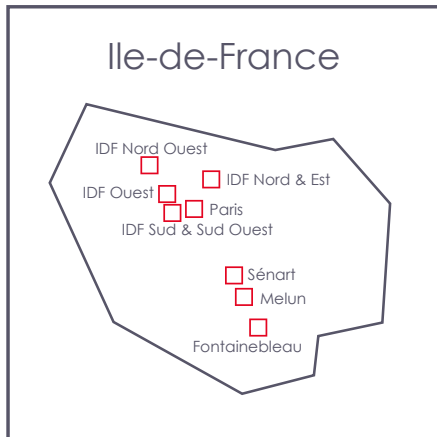 Ile-de-France
IDF Nord Ouest
IDF Nord & Est
IDF Ouest
Paris
IDF Sud & Sud Ouest
Sénart
Melun
Fontainebleau